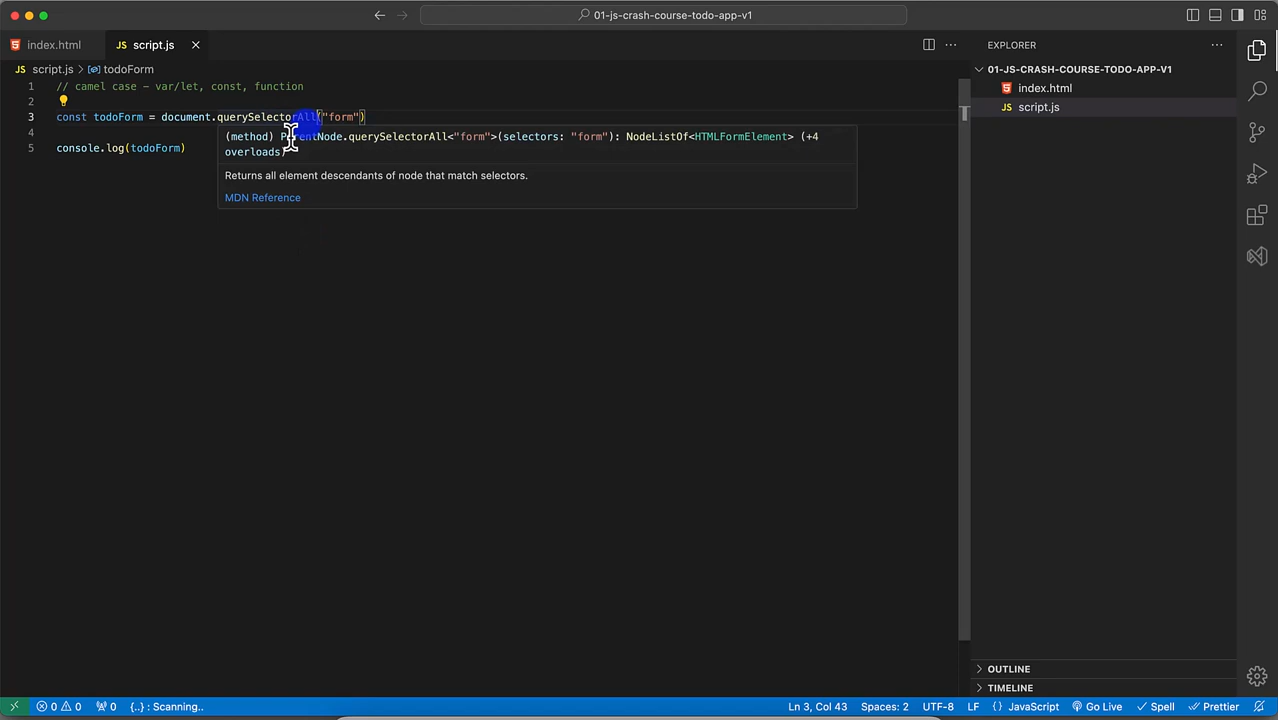 01-js-crash-course-todo-app-v1
index.html
JS script.js
EXPLORER
JS script.js > todoForm
01-JS-CRASH-COURSE-TODO-APP-V1
index.html
script.js
1 // camel case - var/let, const, function
2
3 const todoForm = document.querySelectorAll("form")
4
5 console.log(todoForm)
(method) ParentNode.querySelectorAll<"form">(selectors: "form"): NodeListOf<HTMLFormElement> (+4
overloads)
Returns all element descendants of node that match selectors.
MDN Reference
OUTLINE
TIMELINE
0 0 0 {..} : Scanning.. Ln 3, Col 43 Spaces: 2 UTF-8 LF {} JavaScript Go Live Spell Prettier